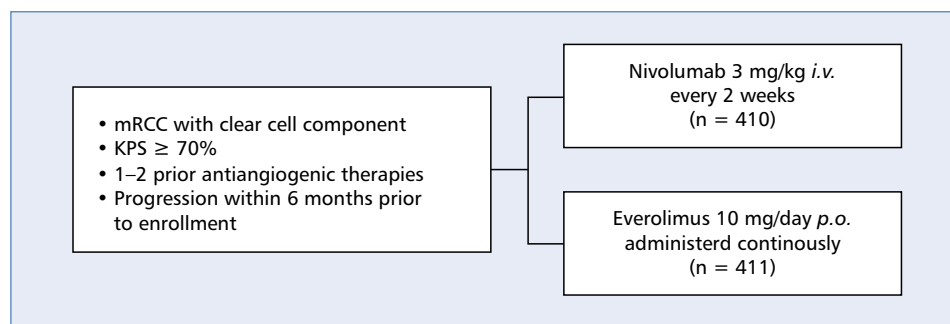 • mRCC with clear cell component
• KPS ≥ 70%
• 1–2 prior antiangiogenic therapies
• Progression within 6 months prior
to enrollment
Nivolumab 3 mg/kg i.v.
every 2 weeks
(n = 410)
Everolimus 10 mg/day p.o.
administerd continously
(n = 411)